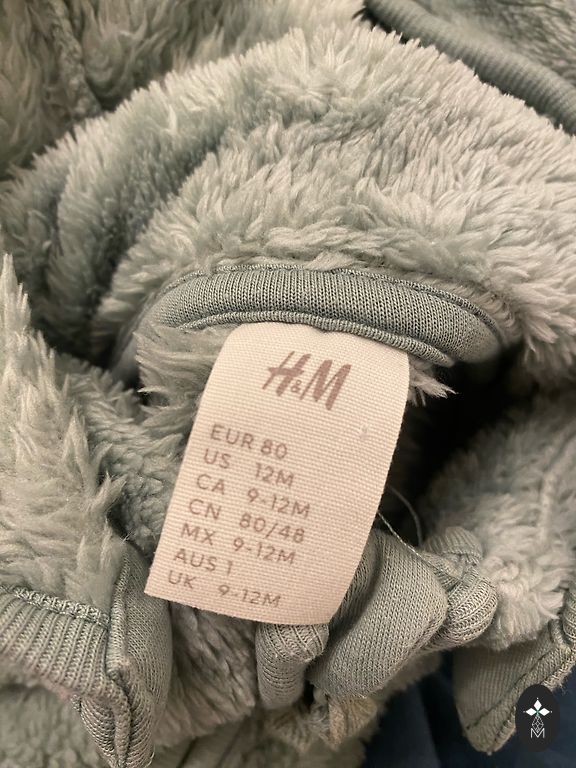 H&M
EUR 80
US 12M
CA 9-12M
CN 80/48
MX 9-12M
AUS 1
UK 9-12M
M